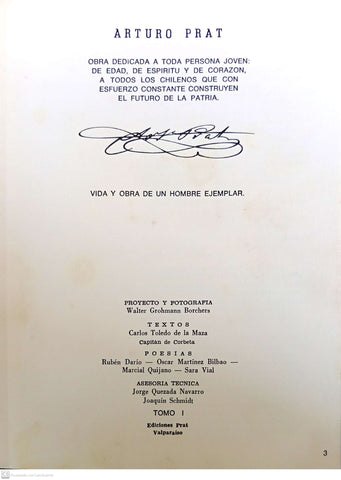 ARTURO PRAT
OBRA DEDICADA A TODA PERSONA JOVEN:
DE EDAD, DE ESPIRITU Y DE CORAZON,
A TODOS LOS CHILENOS QUE CON
ESFUERZO CONSTANTE CONSTRUYEN
EL FUTURO DE LA PATRIA.
VIDA Y OBRA DE UN HOMBRE EJEMPLAR.
PROYECTO Y FOTOGRAFIA
Walter Grohmann Borchers
TEXTOS
Carlos Toledo de la Maza
Capitán de Corbeta
POESIAS
Rubén Darío — Oscar Martínez Bilbao —
Marcial Quijano — Sara Vial
ASESORIA TECNICA
Jorge Quezada Navarro
Joaquín Schmidt
TOMO I
Ediciones Prat
Valparaíso
3